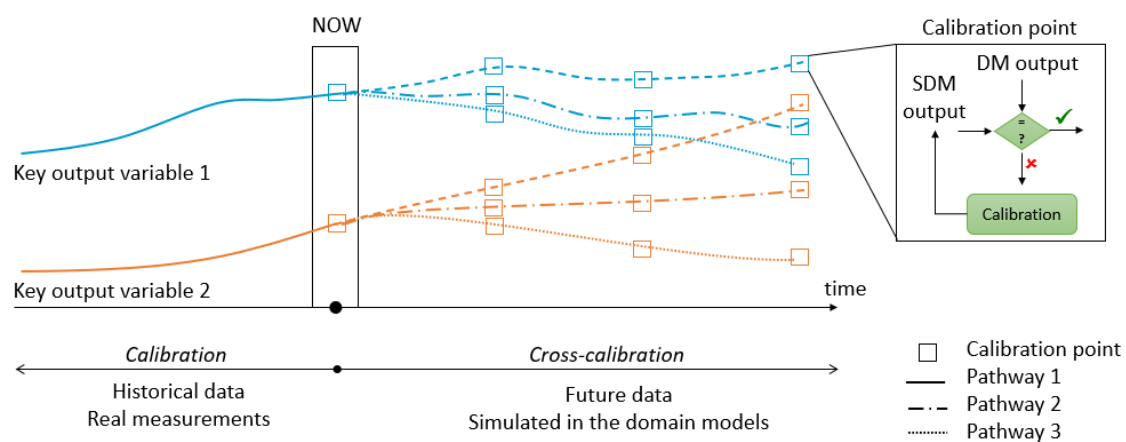 NOW
Calibration point
DM output
SDM
output
=
?
Calibration
Key output variable 1
Key output variable 2
time
Calibration
Cross-calibration
Historical data
Real measurements
Future data
Simulated in the domain models
Calibration point
Pathway 1
Pathway 2
Pathway 3